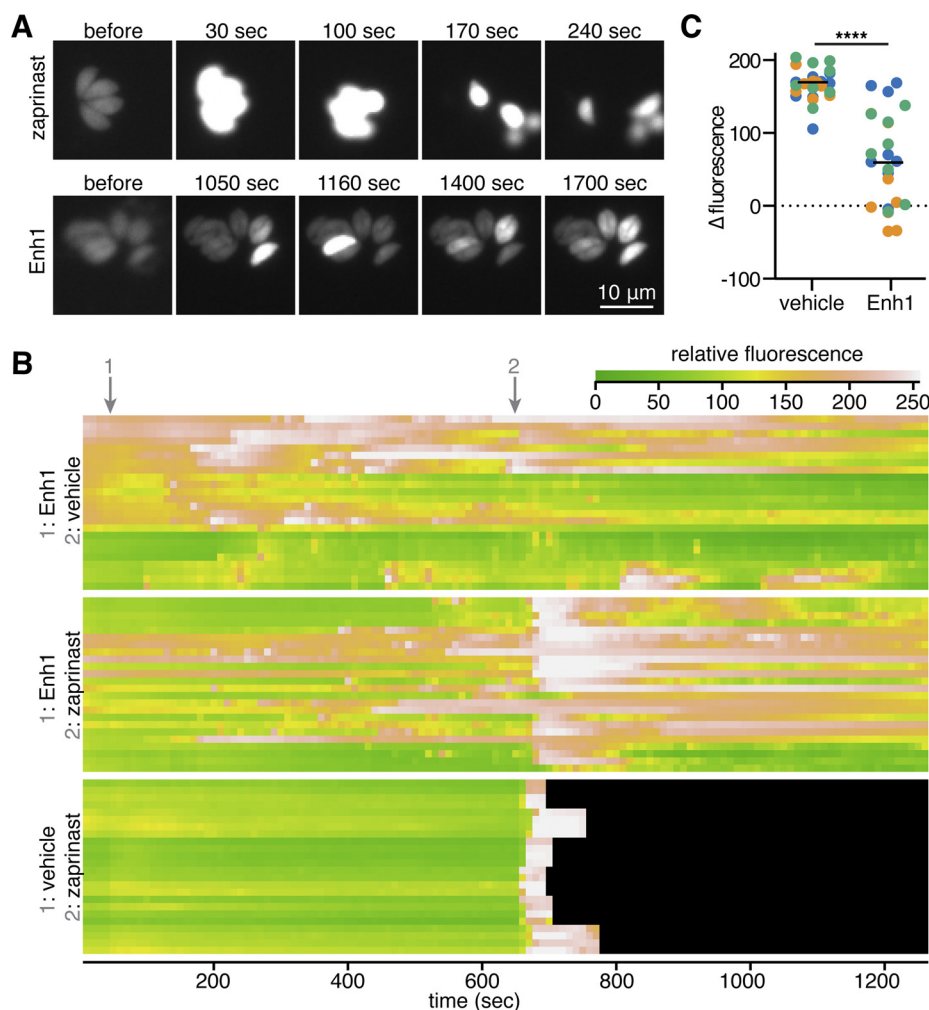 A
before 30 sec 100 sec 170 sec 240 sec
zaprinast
before 1050 sec 1160 sec 1400 sec 1700 sec
Enh1
10 µm
C
****
Δ fluorescence
200
100
0
-100
vehicle Enh1
B
1 2
relative fluorescence
0 50 100 150 200 250
1: Enh1
2: vehicle
1: Enh1
2: zaprinast
1: vehicle
2: zaprinast
200 400 600 800 1000 1200
time (sec)